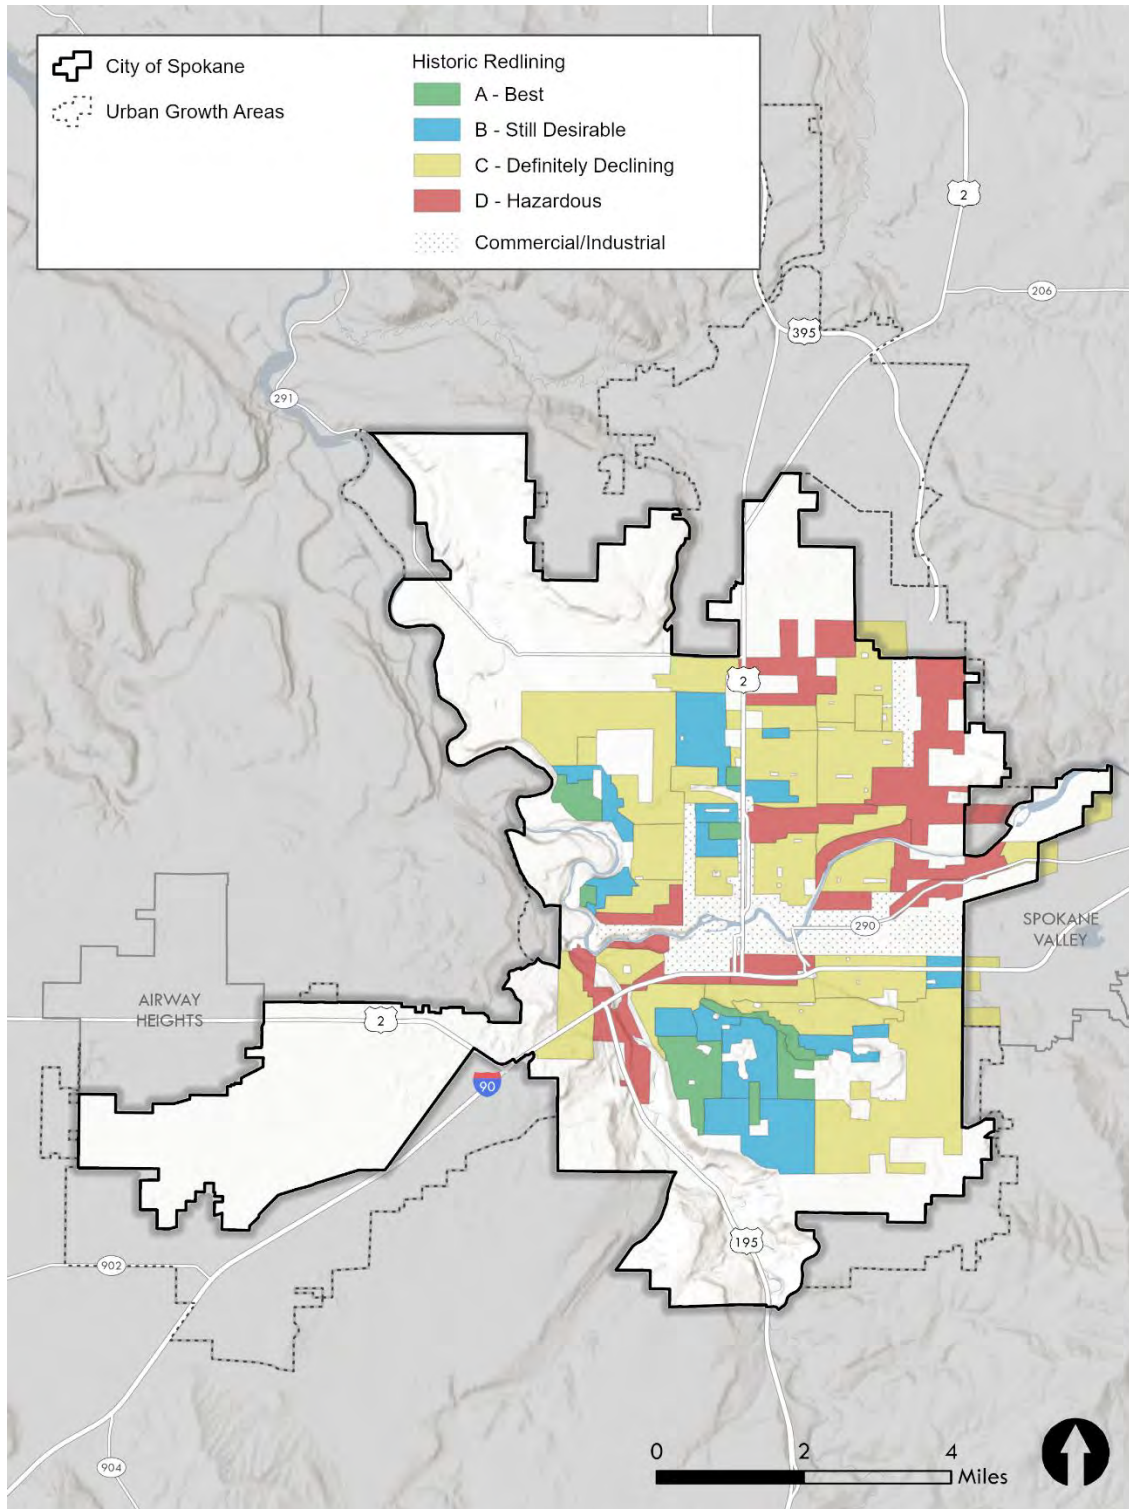 City of Spokane
Urban Growth Areas
Historic Redlining
A - Best
B - Still Desirable
C - Definitely Declining
D - Hazardous
Commercial/Industrial
2
206
395
291
2
290
SPOKANE
VALLEY
AIRWAY
HEIGHTS
2
90
195
902
904
0 2 4
Miles